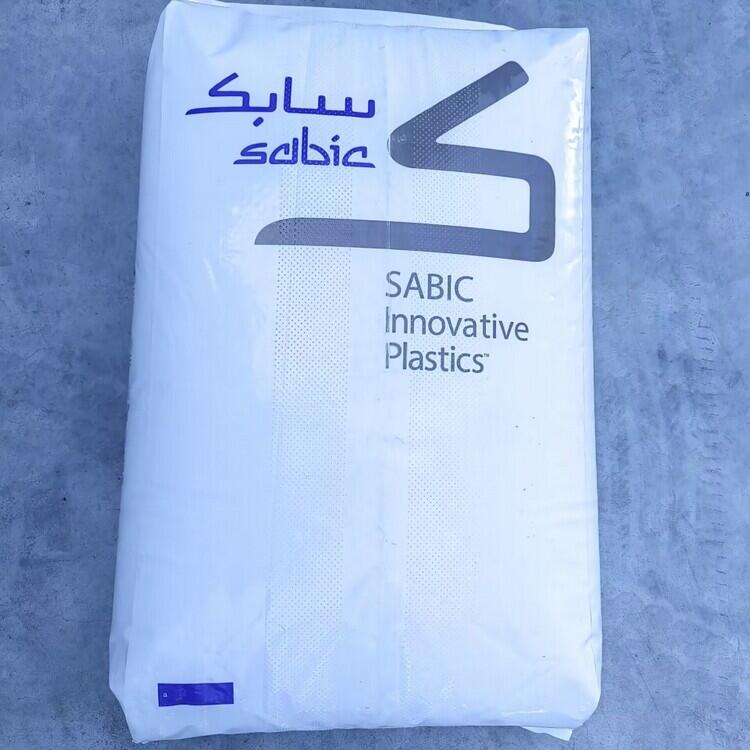 سابك
sabic
SABIC
Innovative
Plastics™